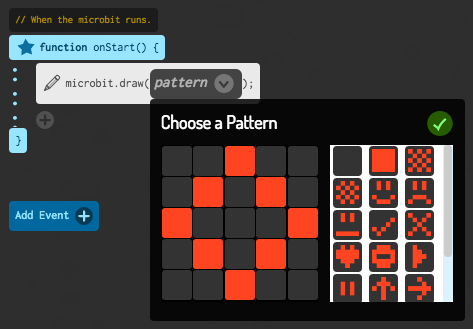 // When the microbit runs.
function onStart() {
microbit.draw(pattern);
}
Choose a Pattern
Add Event